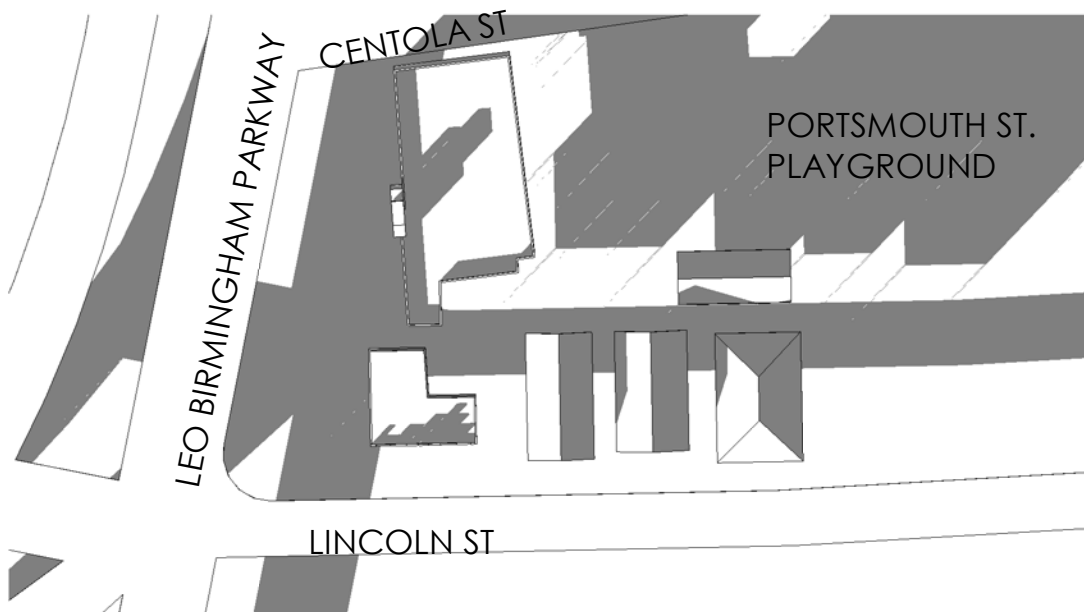 CENTOLA ST
LEO BIRMINGHAM PARKWAY
PORTSMOUTH ST.
PLAYGROUND
LINCOLN ST